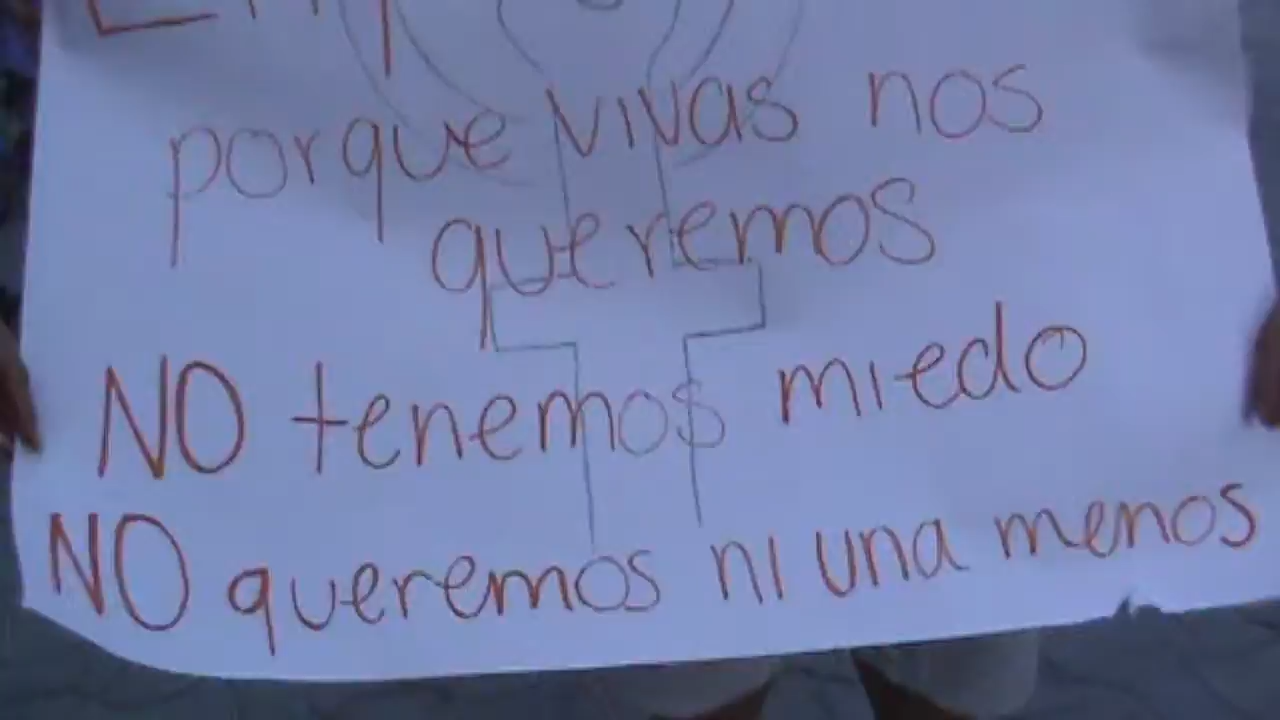 porque vivas nos
queremos
NO tenemos miedo
NO queremos ni una menos